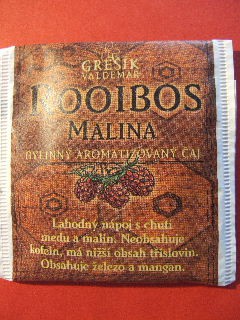 GREŠÍK
VALDEMAR
ROOIBOS
MALINA
BYLINNÝ AROMATIZOVANÝ ČAJ
Lahodný nápoj s chutí
medu a malin. Neobsahuje
kofein, má nižší obsah tříslovin.
Obsahuje železo a mangan.